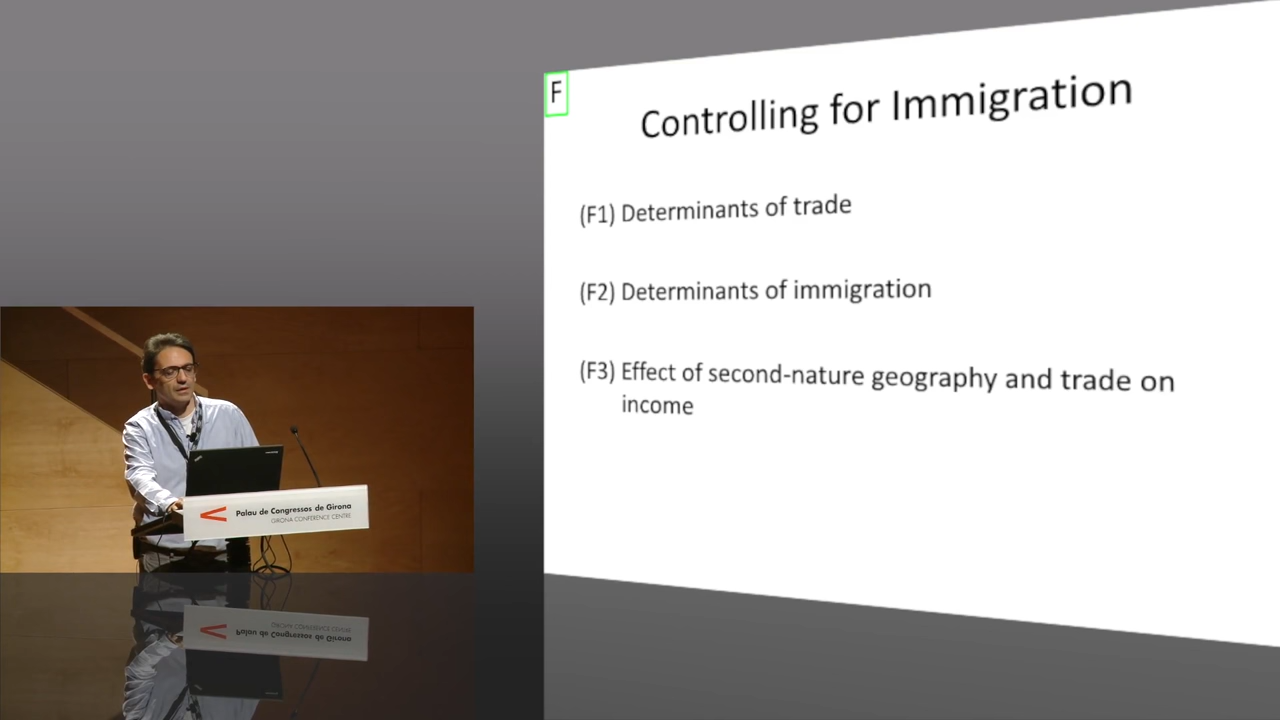 F
Controlling for Immigration
(F1) Determinants of trade
(F2) Determinants of immigration
(F3) Effect of second-nature geography and trade on
income
Palau de Congressos de Girona
GIRONA CONFERENCE CENTRE